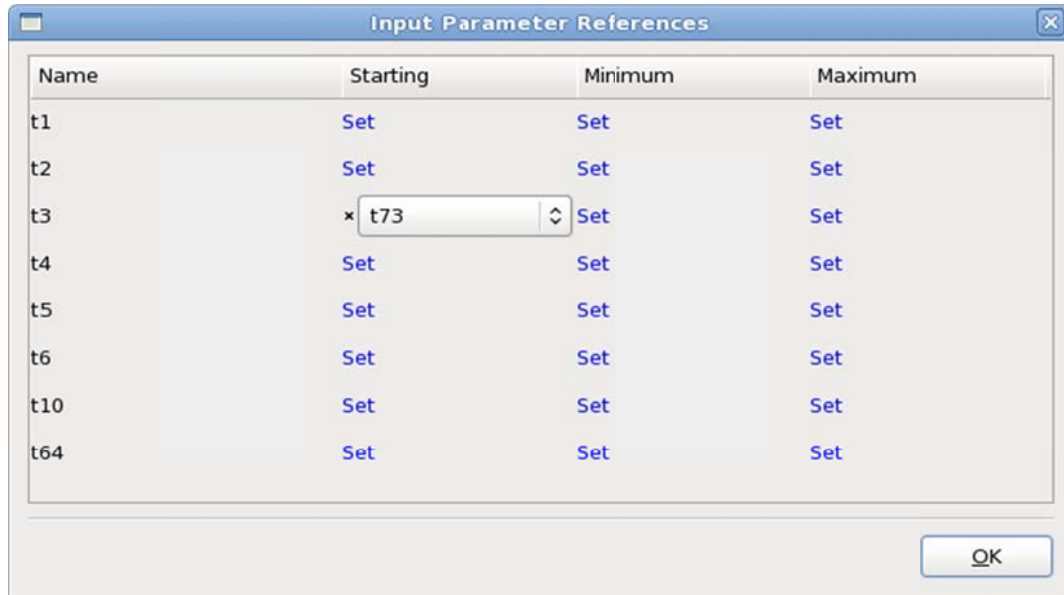 Input Parameter References
Name Starting Minimum Maximum
t1 Set Set Set
t2 Set Set Set
t3 × t73 Set Set
t4 Set Set Set
t5 Set Set Set
t6 Set Set Set
t10 Set Set Set
t64 Set Set Set
OK